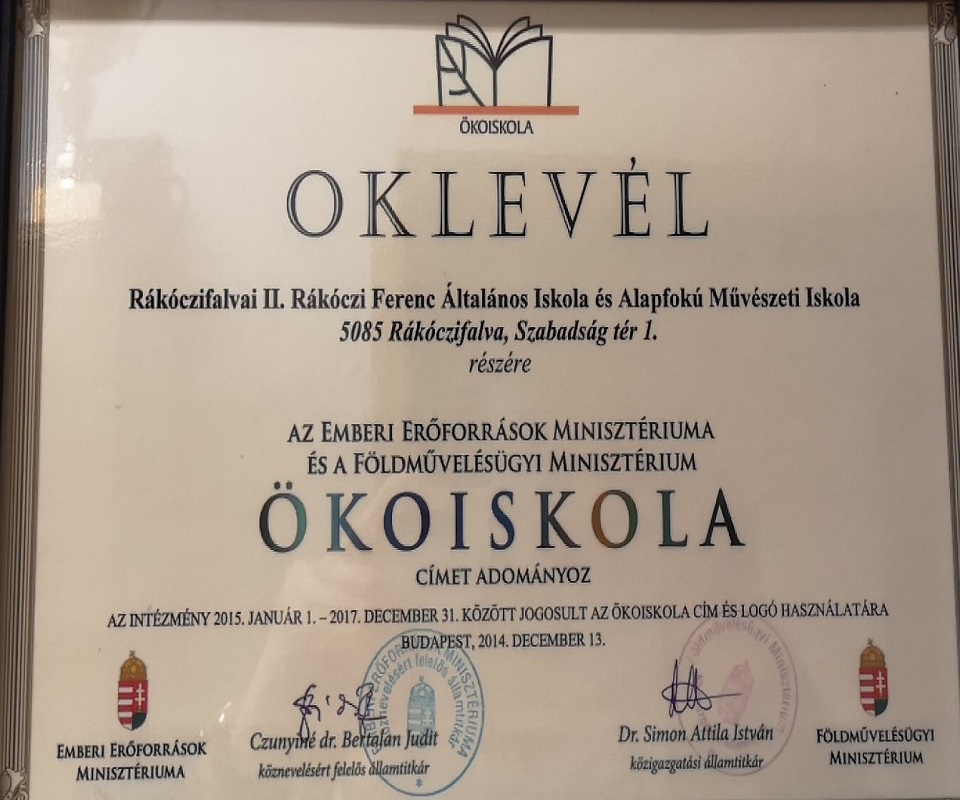 ÖKOISKOLA
OKLEVÉL
Rákóczifalvai II. Rákóczi Ferenc Általános Iskola és Alapfokú Művészeti Iskola
5085 Rákóczifalva, Szabadság tér 1.
részére
AZ EMBERI ERŐFORRÁSOK MINISZTÉRIUMA
ÉS A FÖLDMŰVELÉSÜGYI MINISZTÉRIUM
ÖKOISKOLA
CÍMET ADOMÁNYOZ
AZ INTÉZMÉNY 2015. JANUÁR 1. – 2017. DECEMBER 31. KÖZÖTT JOGOSULT AZ ÖKOISKOLA CÍM ÉS LOGÓ HASZNÁLATÁRA
BUDAPEST, 2014. DECEMBER 13.
Czunyiné dr. Bertalan Judit
köznevelésért felelős államtitkár
Dr. Simon Attila István
közigazgatási államtitkár
EMBERI ERŐFORRÁSOK
MINISZTÉRIUMA
FÖLDMŰVELÉSÜGYI
MINISZTÉRIUM